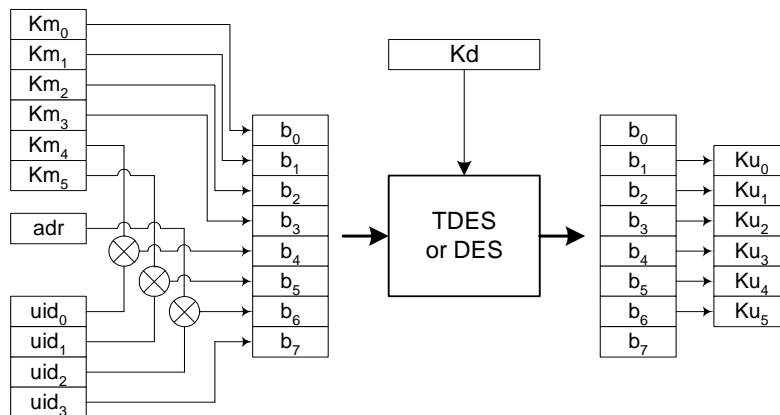 Km0
Km1
Km2
Km3
Km4
Km5
adr
uid0
uid1
uid2
uid3
b0
b1
b2
b3
b4
b5
b6
b7
Kd
TDES
or DES
b0
b1
b2
b3
b4
b5
b6
b7
Ku0
Ku1
Ku2
Ku3
Ku4
Ku5